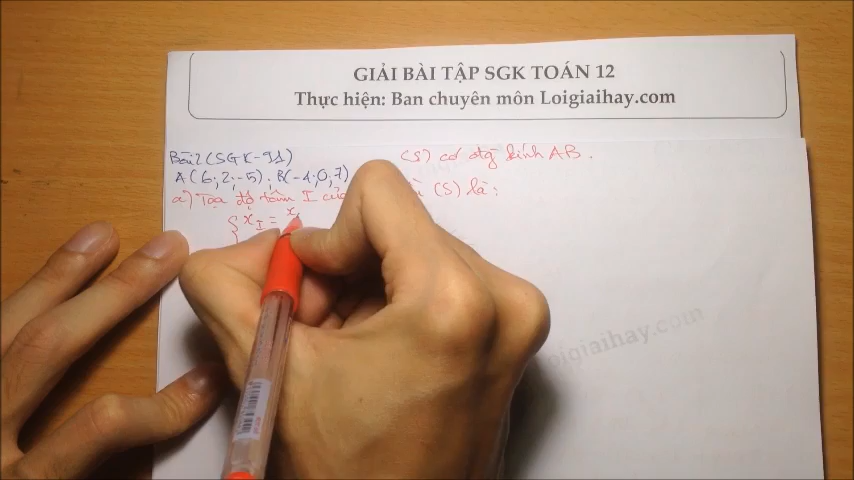 GIẢI BÀI TẬP SGK TOÁN 12
Thực hiện: Ban chuyên môn Loigiaihay.com
Bài 2 (SGK-91)
(S) có đg kính AB.
A(6;2;-5); B(-4;0;7)
a) Tọa độ tâm I của (S) là:
x_I = x
Loigiaihay.com